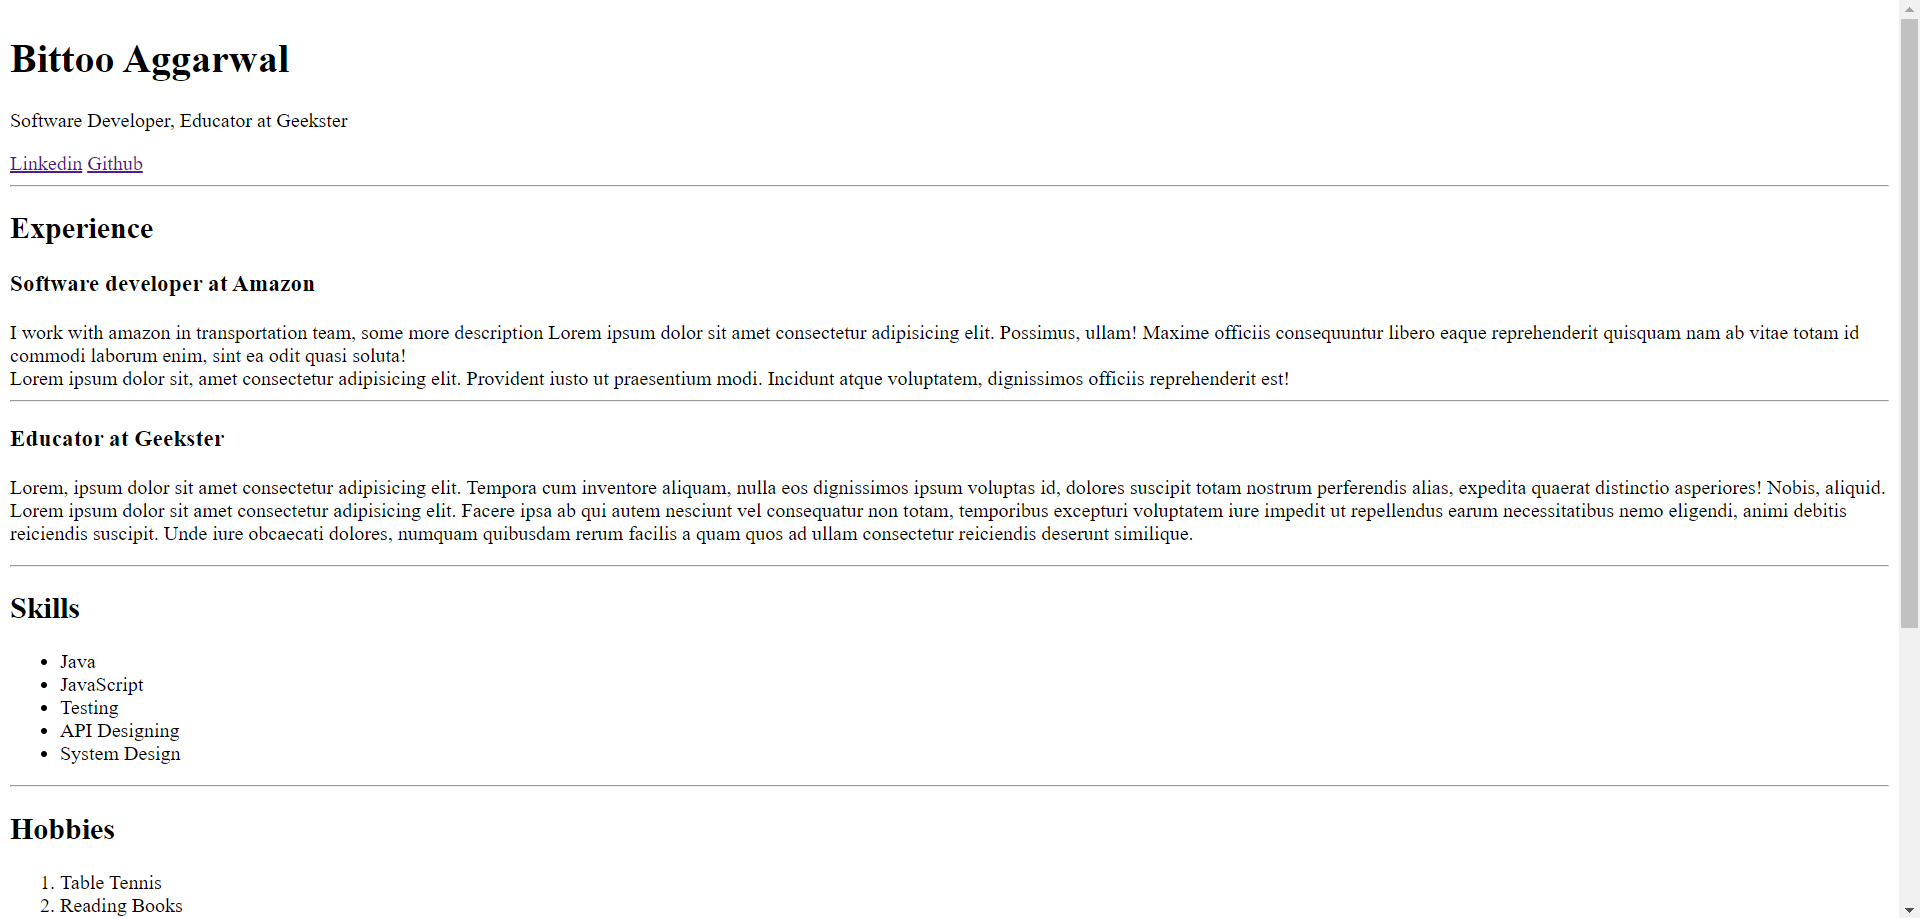 Bittoo Aggarwal
Software Developer, Educator at Geekster
Linkedin Github
Experience
Software developer at Amazon
I work with amazon in transportation team, some more description Lorem ipsum dolor sit amet consectetur adipisicing elit. Possimus, ullam! Maxime officiis consequuntur libero eaque reprehenderit quisquam nam ab vitae totam id
commodi laborum enim, sint ea odit quasi soluta!
Lorem ipsum dolor sit, amet consectetur adipisicing elit. Provident iusto ut praesentium modi. Incidunt atque voluptatem, dignissimos officiis reprehenderit est!
Educator at Geekster
Lorem, ipsum dolor sit amet consectetur adipisicing elit. Tempora cum inventore aliquam, nulla eos dignissimos ipsum voluptas id, dolores suscipit totam nostrum perferendis alias, expedita quaerat distinctio asperiores! Nobis, aliquid.
Lorem ipsum dolor sit amet consectetur adipisicing elit. Facere ipsa ab qui autem nesciunt vel consequatur non totam, temporibus excepturi voluptatem iure impedit ut repellendus earum necessitatibus nemo eligendi, animi debitis
reiciendis suscipit. Unde iure obcaecati dolores, numquam quibusdam rerum facilis a quam quos ad ullam consectetur reiciendis deserunt similique.
Skills
• Java
• JavaScript
• Testing
• API Designing
• System Design
Hobbies
1. Table Tennis
2. Reading Books